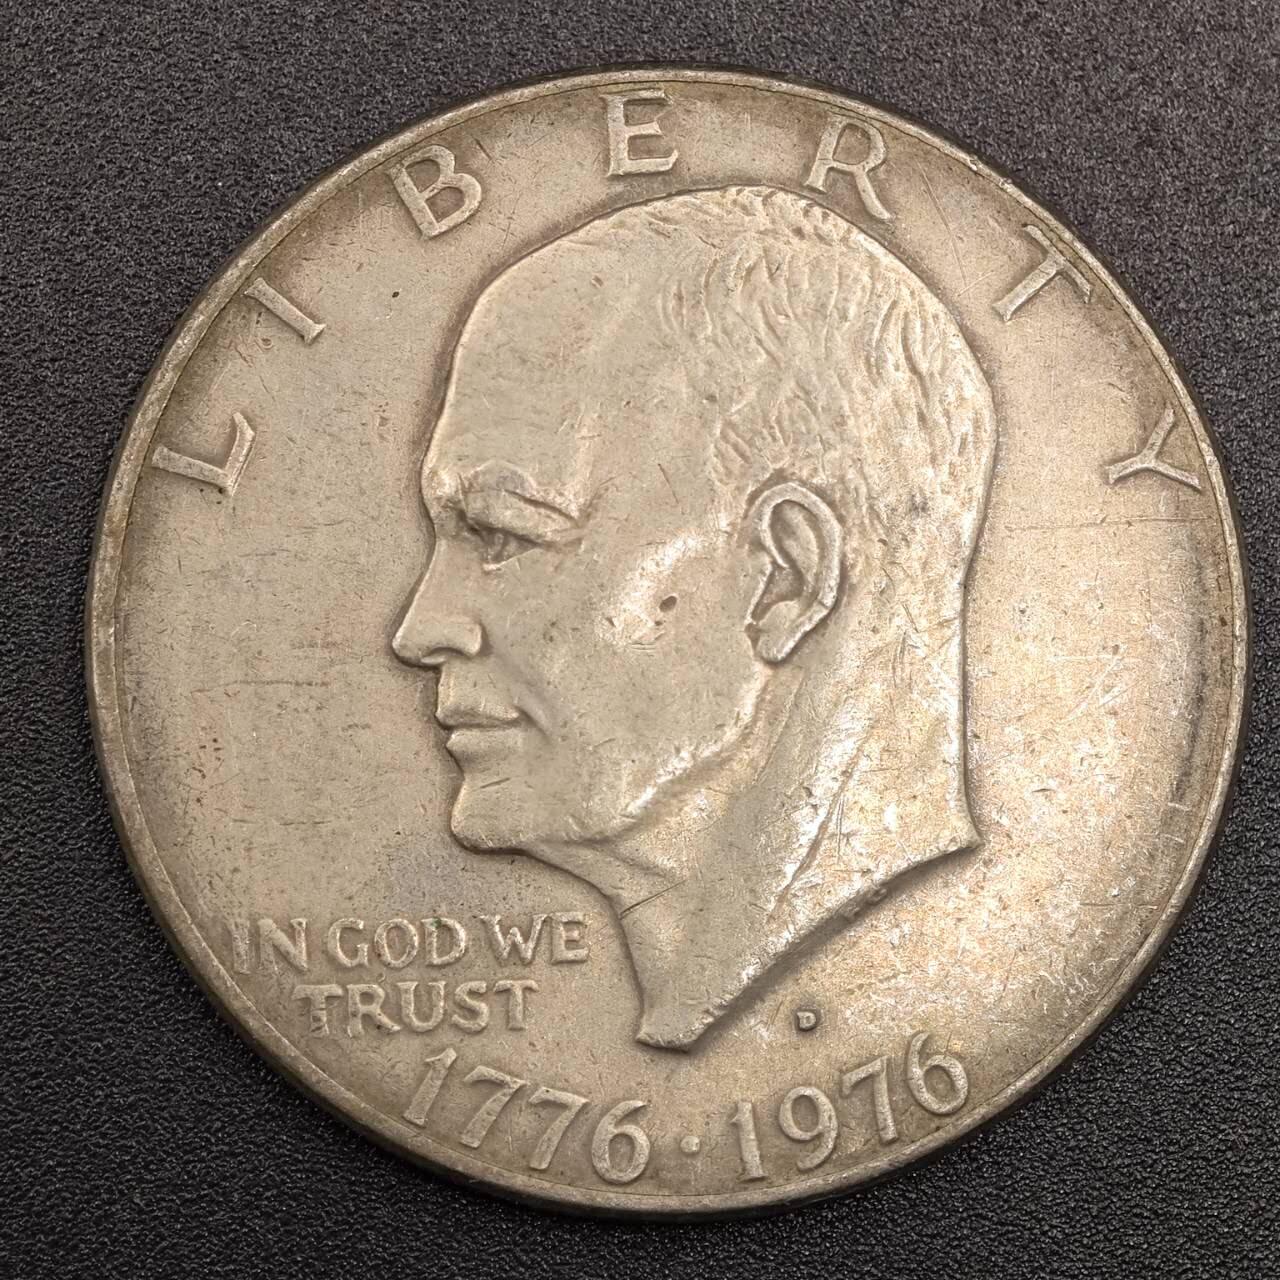 LIBERTY
IN GOD WE
TRUST
D
1776·1976